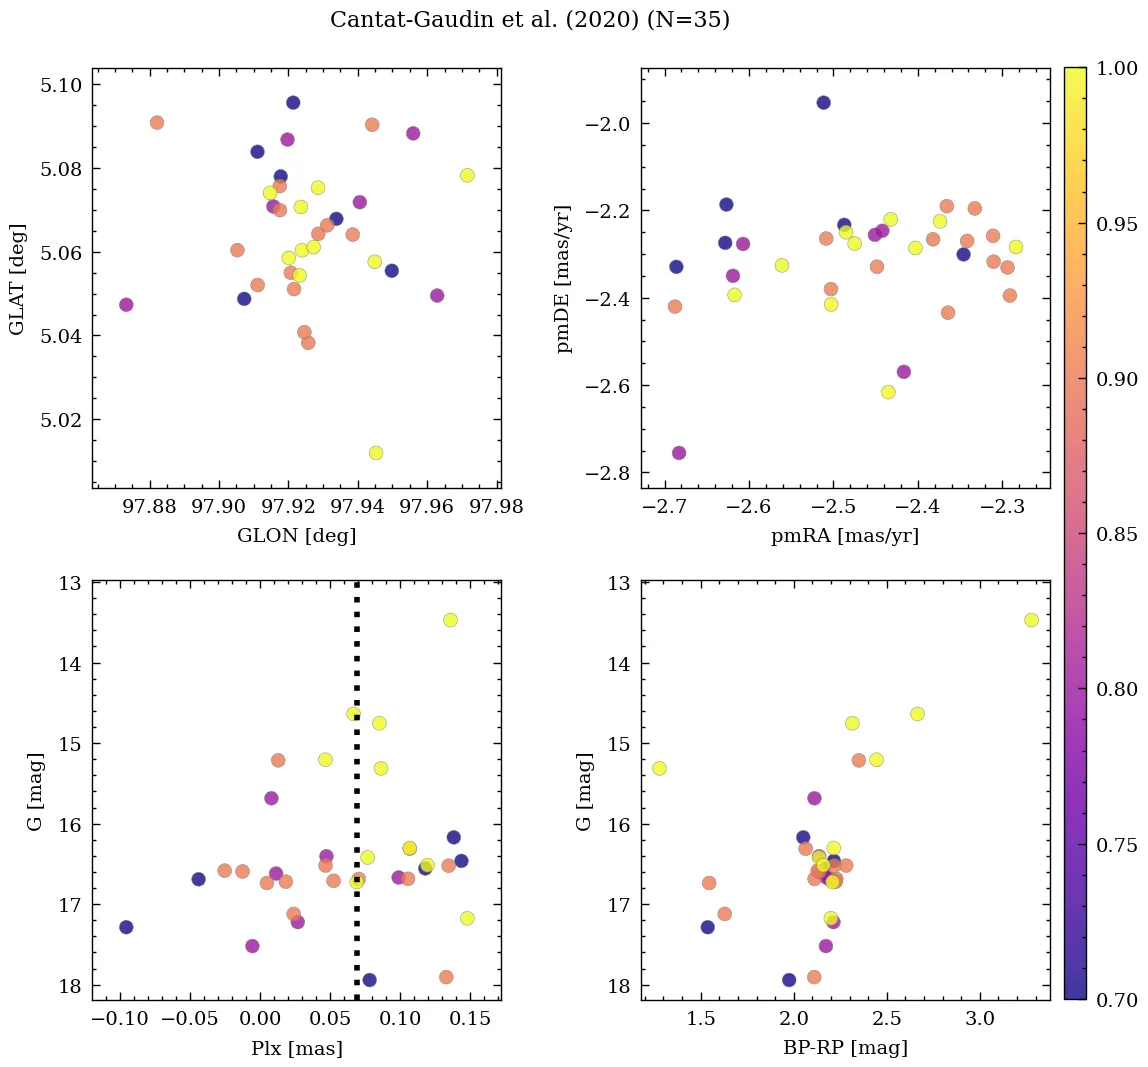 Cantat-Gaudin et al. (2020) (N=35)
5.10
5.08
5.06
5.04
5.02
GLAT [deg]
97.88 97.90 97.92 97.94 97.96 97.98
GLON [deg]
−2.0
−2.2
−2.4
−2.6
−2.8
pmDE [mas/yr]
−2.7 −2.6 −2.5 −2.4 −2.3
pmRA [mas/yr]
1.00
0.95
0.90
0.85
0.80
0.75
0.70
13
14
15
16
17
18
G [mag]
−0.10 −0.05 0.00 0.05 0.10 0.15
Plx [mas]
13
14
15
16
17
18
G [mag]
1.5 2.0 2.5 3.0
BP-RP [mag]